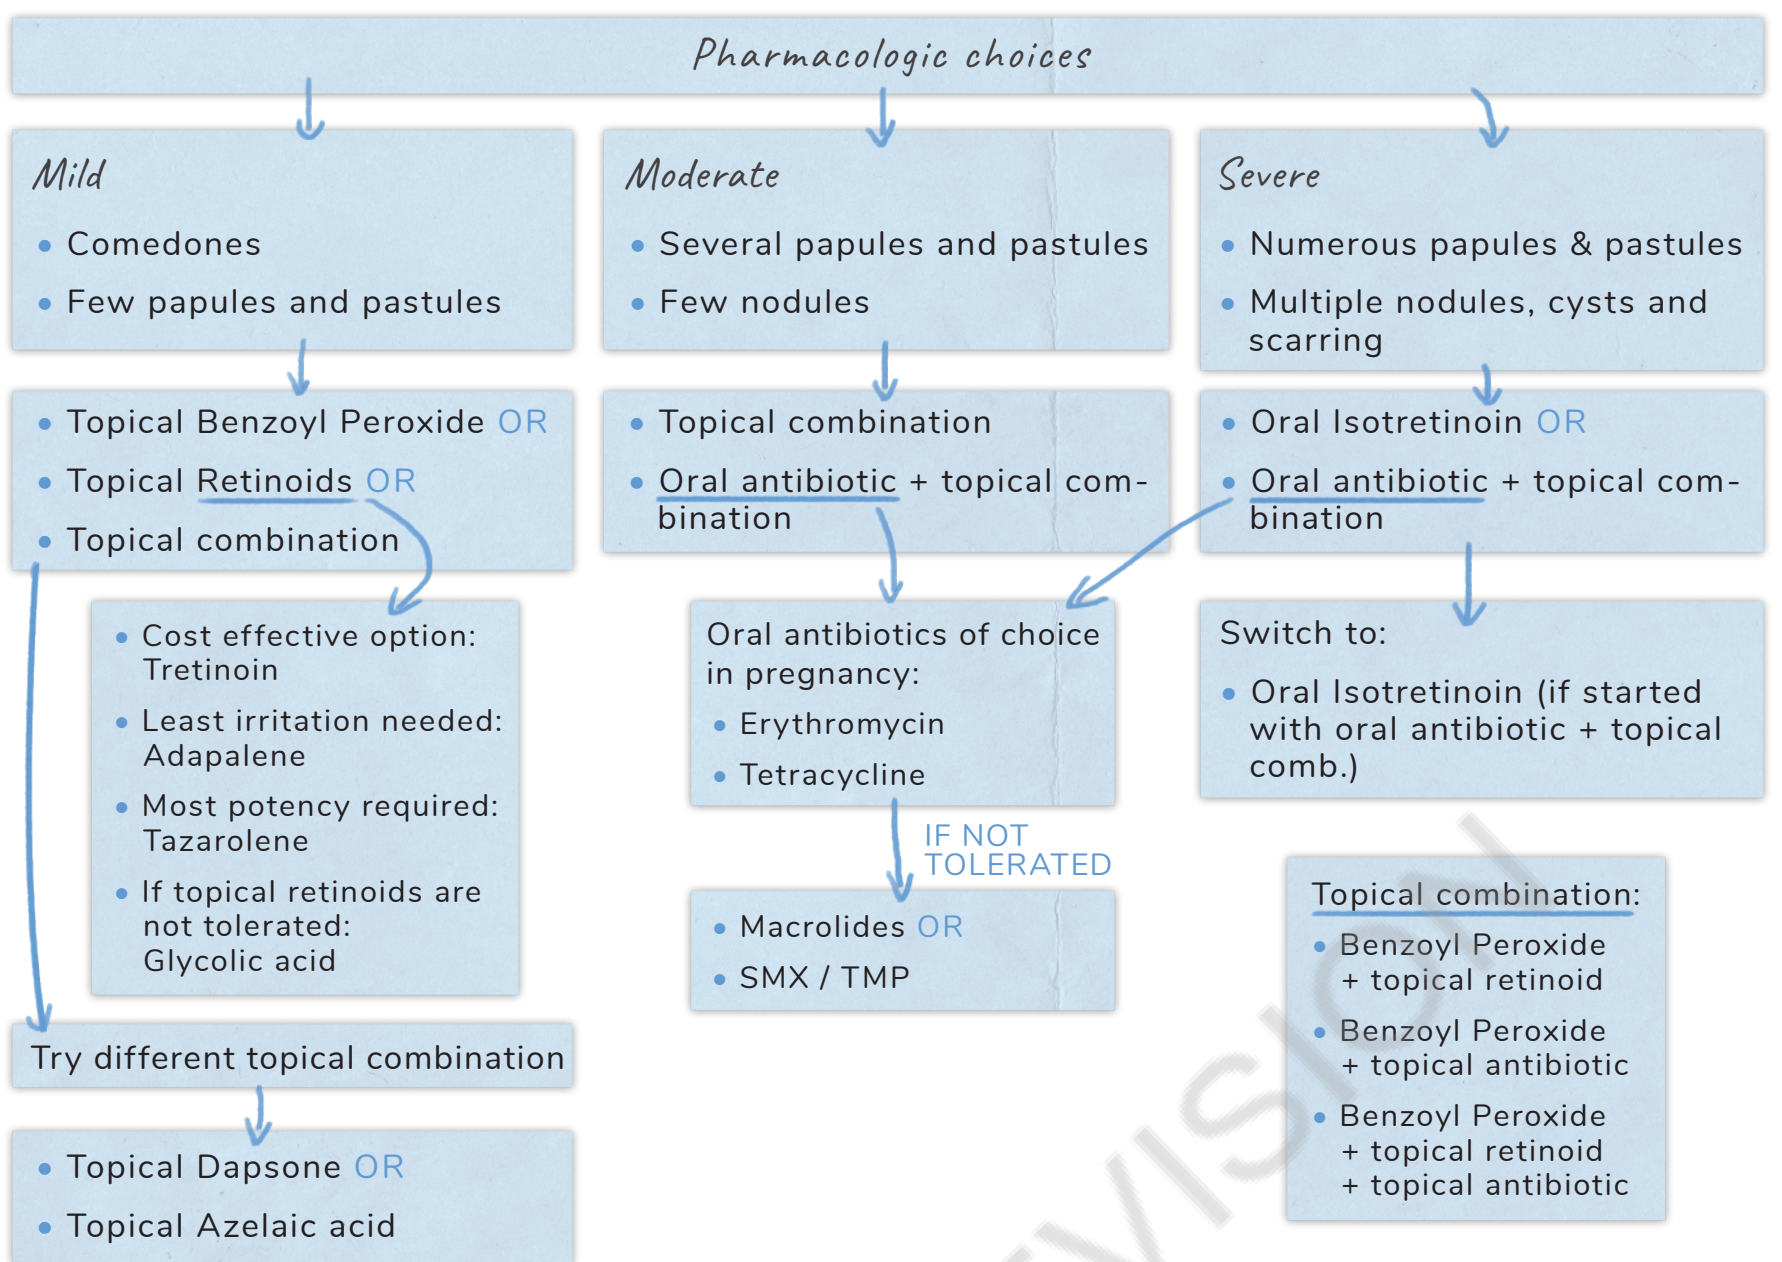 Pharmacologic choices
Mild
• Comedones
• Few papules and pastules
• Topical Benzoyl Peroxide OR
• Topical Retinoids OR
• Topical combination
• Cost effective option:
Tretinoin
• Least irritation needed:
Adapalene
• Most potency required:
Tazarolene
• If topical retinoids are
not tolerated:
Glycolic acid
Try different topical combination
• Topical Dapsone OR
• Topical Azelaic acid
Moderate
• Several papules and pastules
• Few nodules
• Topical combination
• Oral antibiotic + topical com-
bination
Oral antibiotics of choice
in pregnancy:
• Erythromycin
• Tetracycline
IF NOT
TOLERATED
• Macrolides OR
• SMX / TMP
Severe
• Numerous papules & pastules
• Multiple nodules, cysts and
scarring
• Oral Isotretinoin OR
• Oral antibiotic + topical com-
bination
Switch to:
• Oral Isotretinoin (if started
with oral antibiotic + topical
comb.)
Topical combination:
• Benzoyl Peroxide
+ topical retinoid
• Benzoyl Peroxide
+ topical antibiotic
• Benzoyl Peroxide
+ topical retinoid
+ topical antibiotic